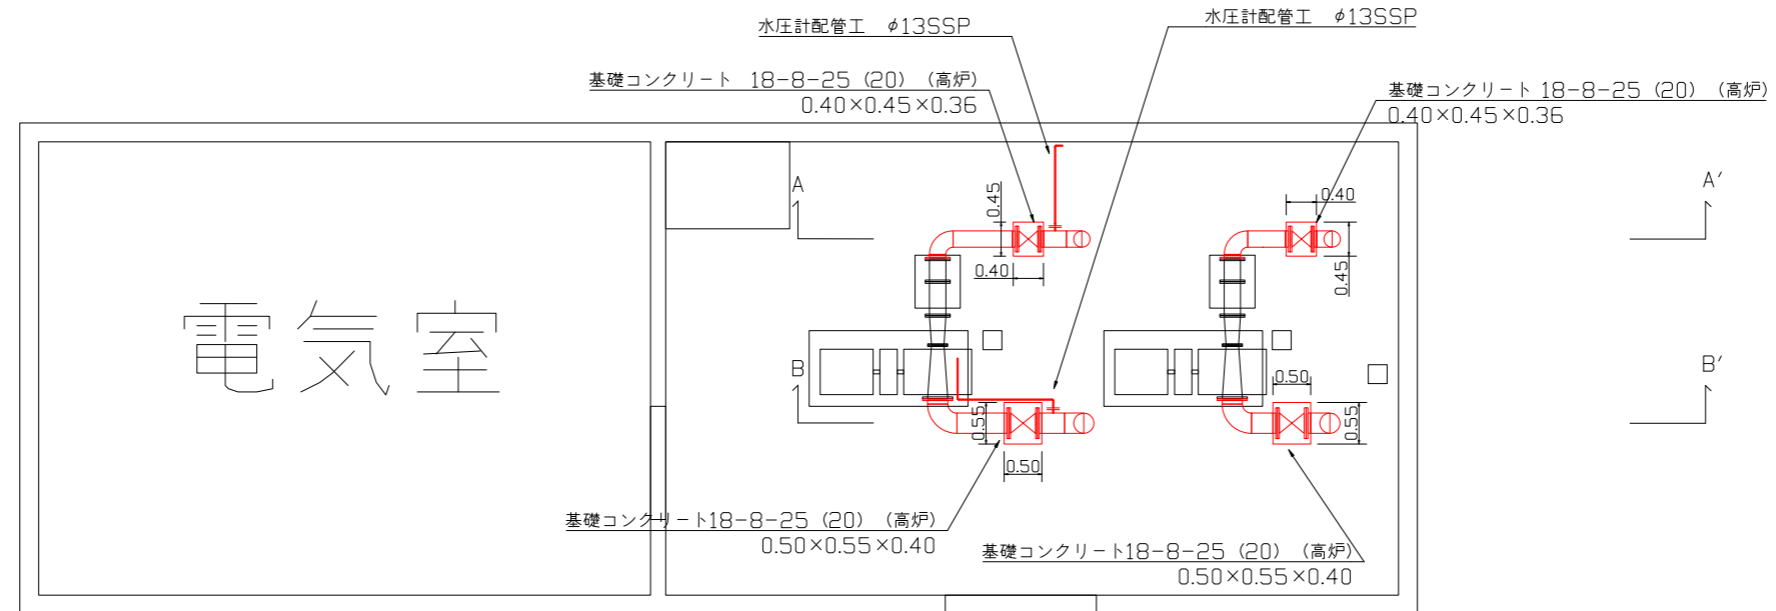 水圧計配管工 φ13SSP
水圧計配管工 φ13SSP
基礎コンクリート 18-8-25 (20) (高炉)
0.40×0.45×0.36
基礎コンクリート 18-8-25 (20) (高炉)
0.40×0.45×0.36
A
A′
0.45
0.40
0.40
0.45
電気室
B
B′
0.50
0.55
0.55
0.50
基礎コンクリート18-8-25 (20) (高炉)
0.50×0.55×0.40
基礎コンクリート18-8-25 (20) (高炉)
0.50×0.55×0.40